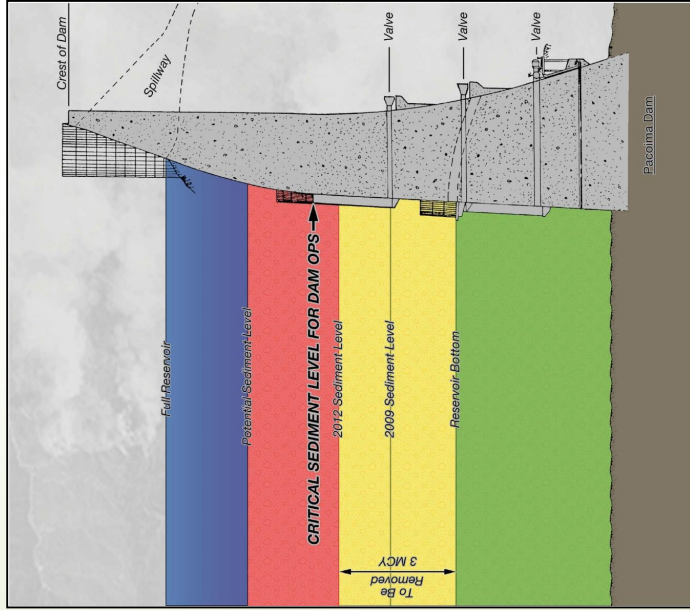 Crest of Dam
Spillway
Valve
Valve
Valve
Full Reservoir
Potential Sediment Level
CRITICAL SEDIMENT LEVEL FOR DAM OPS
2012 Sediment Level
2009 Sediment Level
Reservoir Bottom
To Be
Removed
3 MCY
Pacoima Dam